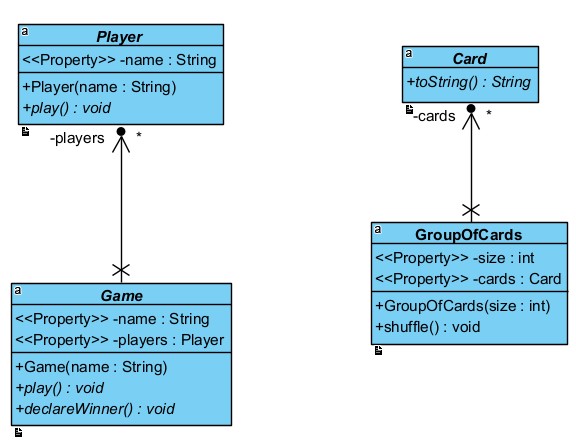 a
Player
<<Property>> -name : String
+Player(name : String)
+play() : void
-players
*
a
Game
<<Property>> -name : String
<<Property>> -players : Player
+Game(name : String)
+play() : void
+declareWinner() : void
a
Card
+toString() : String
-cards
*
a
GroupOfCards
<<Property>> -size : int
<<Property>> -cards : Card
+GroupOfCards(size : int)
+shuffle() : void